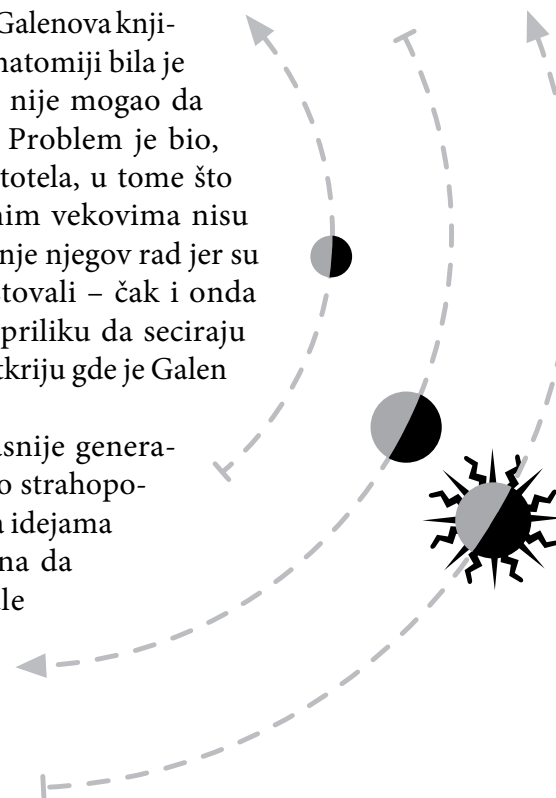 Galenova knji-
natomiji bila je
nije mogao da
Problem je bio,
totela, u tome što
nim vekovima nisu
nje njegov rad jer su
tovali – čak i onda
priliku da seciraju
tkriju gde je Galen
snije genera-
o strahopo-
a idejama
na da
le